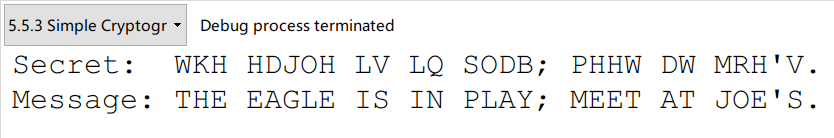 5.5.3 Simple Cryptogr Debug process terminated
Secret: WKH HDJOH LV LQ SODB; PHHW DW MRH'V.
Message: THE EAGLE IS IN PLAY; MEET AT JOE'S.